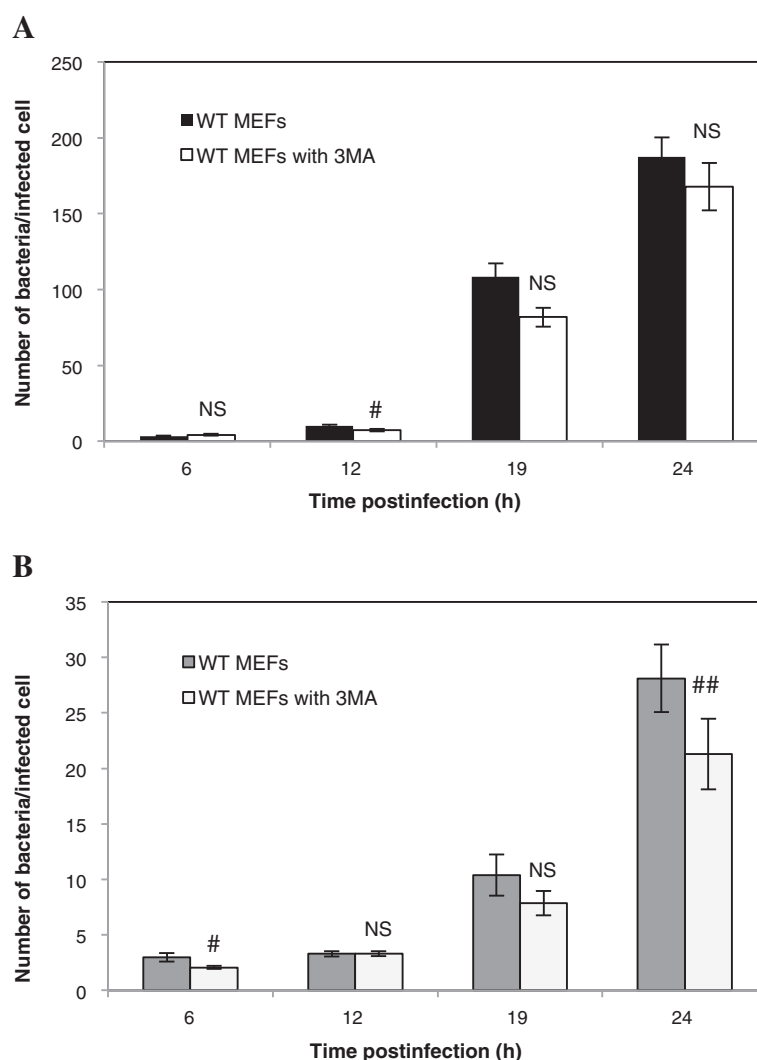 A
Number of bacteria/infected cell
250
200
150
100
50
0
WT MEFs
WT MEFs with 3MA
NS
#
NS
NS
6
12
19
24
Time postinfection (h)
B
Number of bacteria/infected cell
35
30
25
20
15
10
5
0
WT MEFs
WT MEFs with 3MA
#
NS
NS
##
6
12
19
24
Time postinfection (h)